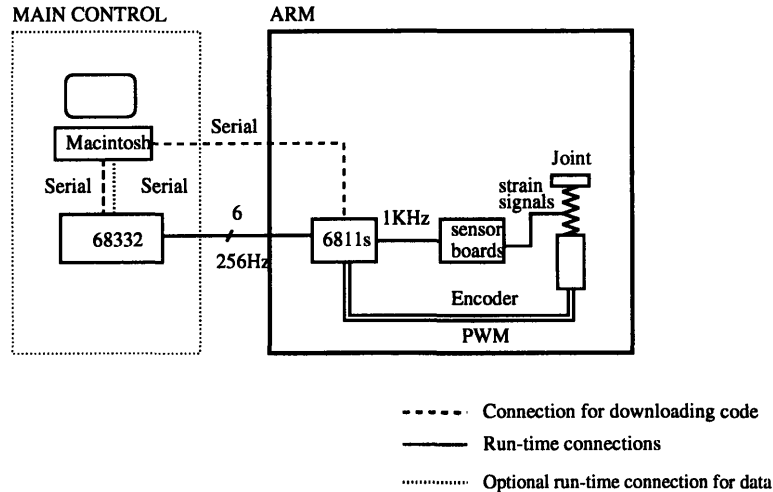 MAIN CONTROL
ARM
Macintosh
Serial
Serial
Serial
68332
6
256Hz
6811s
1KHz
sensor
boards
strain
signals
Joint
Encoder
PWM
Connection for downloading code
Run-time connections
Optional run-time connection for data